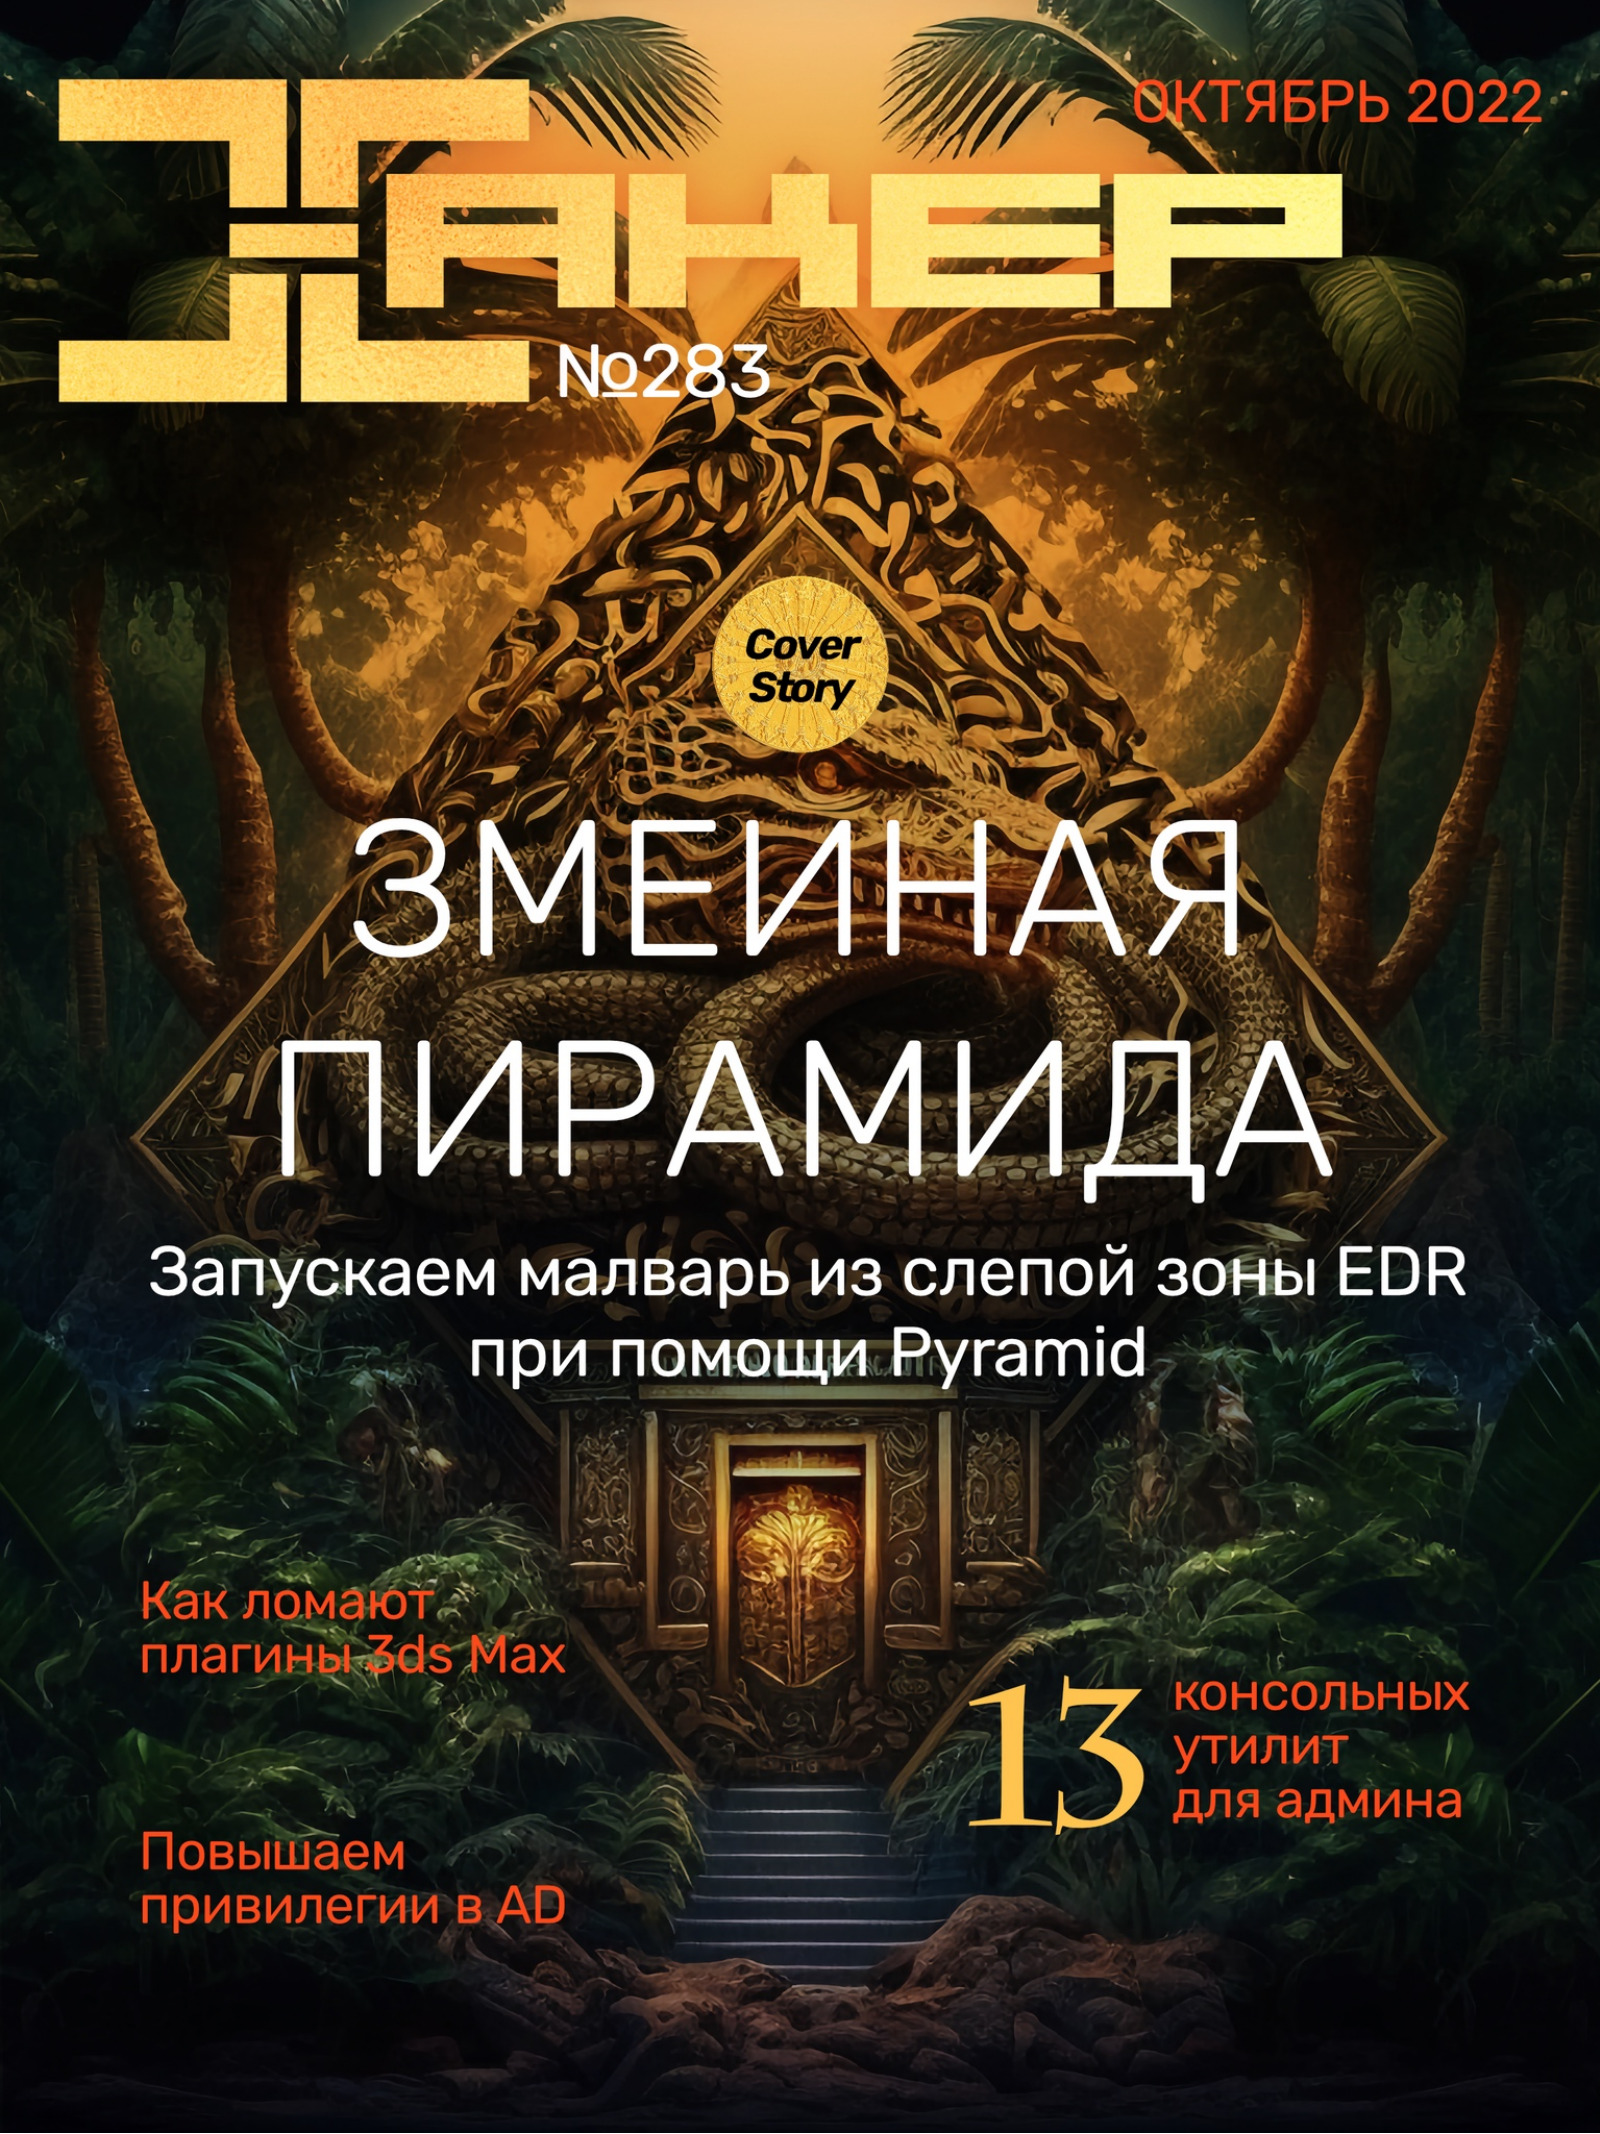 ОКТЯБРЬ 2022
ХАКЕР
№283
Cover
Story
ЗМЕИНАЯ
ПИРАМИДА
Запускаем малварь из слепой зоны EDR
при помощи Pyramid
Как ломают
плагины 3ds Max
13
консольных
утилит
для админа
Повышаем
привилегии в AD